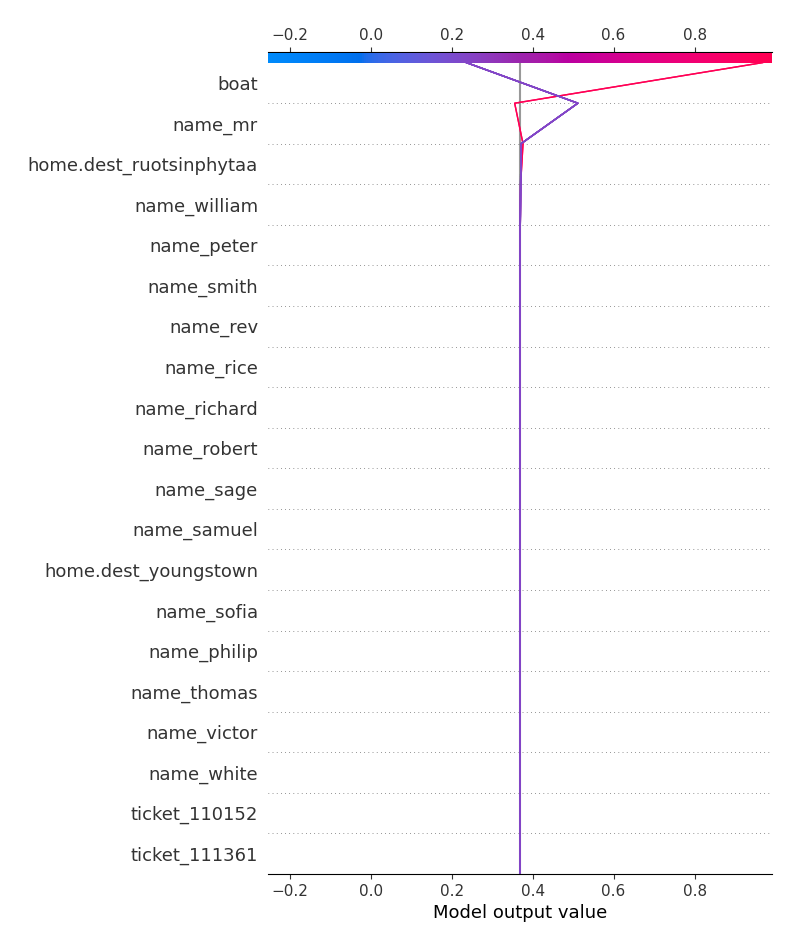 −0.2 0.0 0.2 0.4 0.6 0.8
boat
name_mr
home.dest_ruotsinphytaa
name_william
name_peter
name_smith
name_rev
name_rice
name_richard
name_robert
name_sage
name_samuel
home.dest_youngstown
name_sofia
name_philip
name_thomas
name_victor
name_white
ticket_110152
ticket_111361
−0.2 0.0 0.2 0.4 0.6 0.8
Model output value